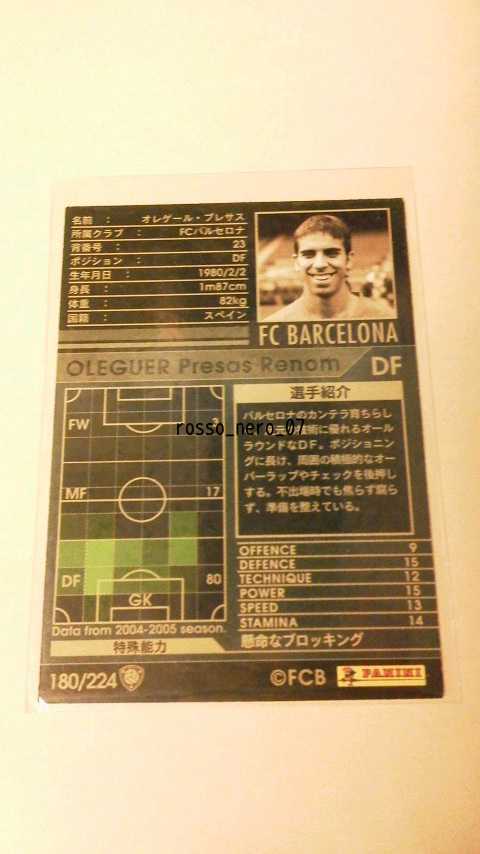 名前 : オレゲール・プレサス
所属クラブ : FCバルセロナ
背番号 : 23
ポジション : DF
生年月日 : 1980/2/2
身長 : 1m87cm
体重 : 82kg
国籍 : スペイン
FC BARCELONA
OLEGUER Presas Renom DF
FW 3
MF 17
DF 80
GK
Data from 2004-2005 season.
特殊能力
選手紹介
バルセロナのカンテラ育ちらし
技術に優れるオール
ラウンドなDF。ポジショニン
グに長け、周囲の積極的なオー
バーラップやチェックを後押し
する。不出場時でも焦らず腐ら
ず、準備を整えている。
rosso_nero_07
OFFENCE 9
DEFENCE 15
TECHNIQUE 12
POWER 15
SPEED 13
STAMINA 14
懸命なブロッキング
180/224
©FCB
PANINI